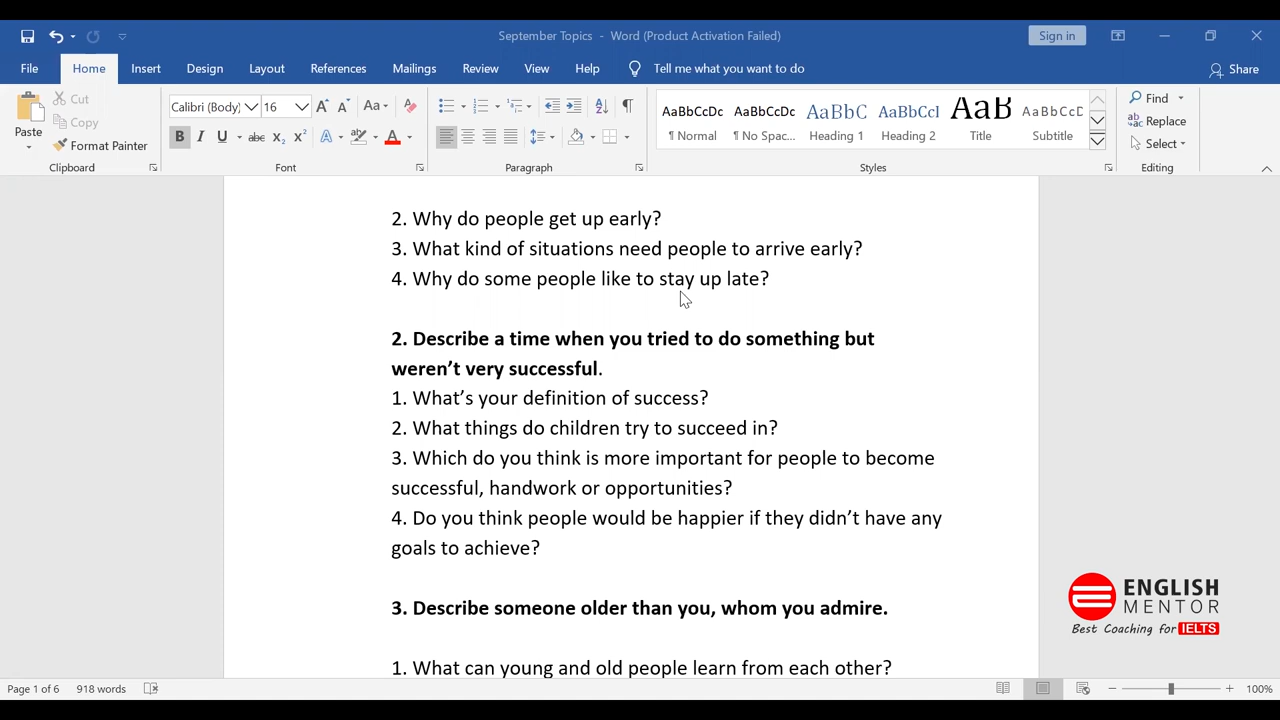 September Topics - Word (Product Activation Failed)
Sign in
File Home Insert Design Layout References Mailings Review View Help Tell me what you want to do Share
Paste
Cut
Copy
Format Painter
Clipboard
Calibri (Body) 16
Aa
B I U abc X₂ X² A A
Font
Paragraph
AaBbCcDc AaBbCcDc AaBbC AaBbCcI AaB AaBbCcD
¶ Normal ¶ No Spac... Heading 1 Heading 2 Title Subtitle
Styles
Find
Replace
Select
Editing
2. Why do people get up early?
3. What kind of situations need people to arrive early?
4. Why do some people like to stay up late?
2. Describe a time when you tried to do something but
weren’t very successful.
1. What’s your definition of success?
2. What things do children try to succeed in?
3. Which do you think is more important for people to become
successful, handwork or opportunities?
4. Do you think people would be happier if they didn’t have any
goals to achieve?
3. Describe someone older than you, whom you admire.
1. What can young and old people learn from each other?
ENGLISH
MENTOR
Best Coaching for IELTS
Page 1 of 6 918 words 100%